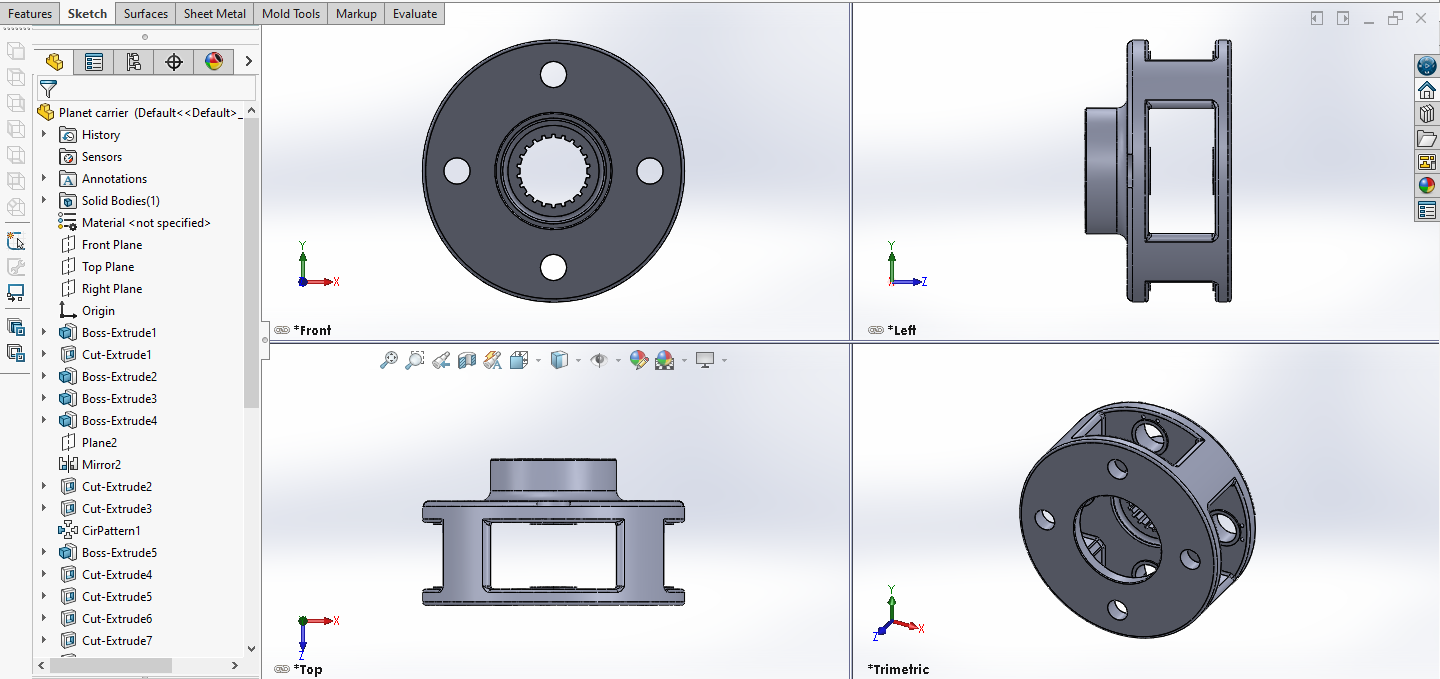 Features Sketch Surfaces Sheet Metal Mold Tools Markup Evaluate
Planet carrier (Default<<Default>_
History
Sensors
Annotations
Solid Bodies(1)
Material <not specified>
Front Plane
Top Plane
Right Plane
Origin
Boss-Extrude1
Cut-Extrude1
Boss-Extrude2
Boss-Extrude3
Boss-Extrude4
Plane2
Mirror2
Cut-Extrude2
Cut-Extrude3
CirPattern1
Boss-Extrude5
Cut-Extrude4
Cut-Extrude5
Cut-Extrude6
Cut-Extrude7
Y
X
*Front
Y
Z
*Left
X
Z
*Top
Y
X
Z
*Trimetric